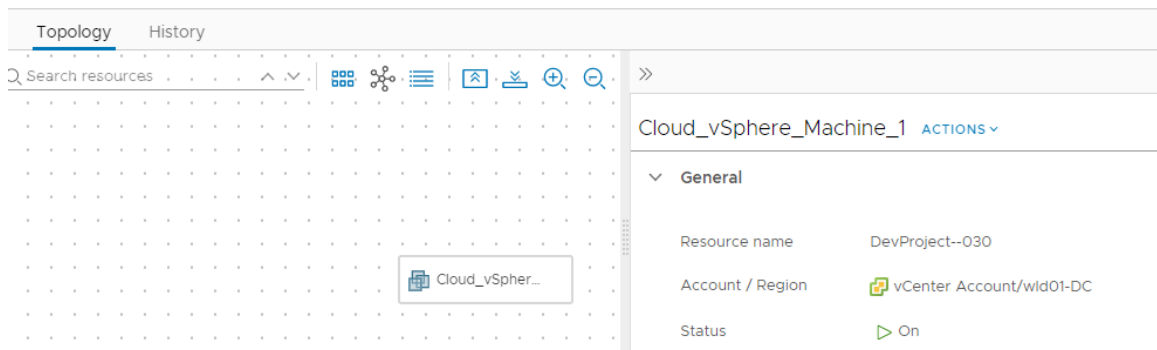 Topology History
Search resources
Cloud_vSphere_Machine_1 ACTIONS
General
Resource name DevProject--030
Cloud_vSpher...
Account / Region vCenter Account/wld01-DC
Status On